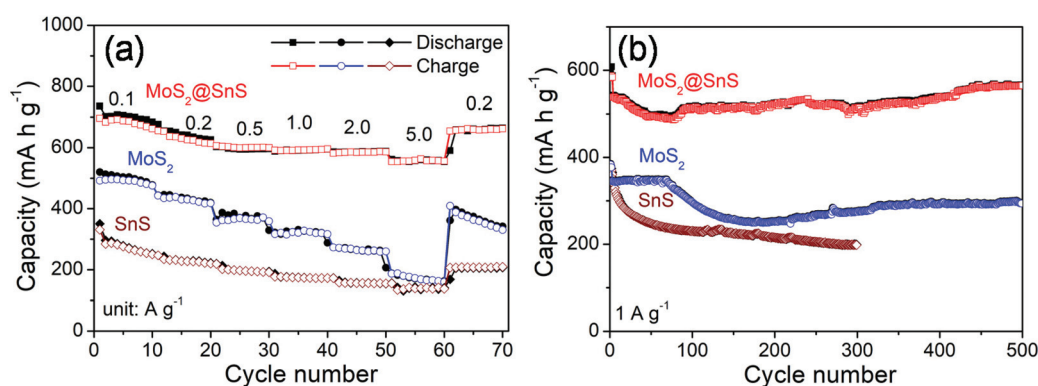 (a)
Discharge
Charge
MoS2@SnS
0.1
0.2
0.5
1.0
2.0
5.0
0.2
MoS2
SnS
unit: A g-1
Capacity (mA h g-1)
1000
800
600
400
200
0
0 10 20 30 40 50 60 70
Cycle number
(b)
MoS2@SnS
MoS2
SnS
1 A g-1
Capacity (mA h g-1)
600
400
200
0
0 100 200 300 400 500
Cycle number